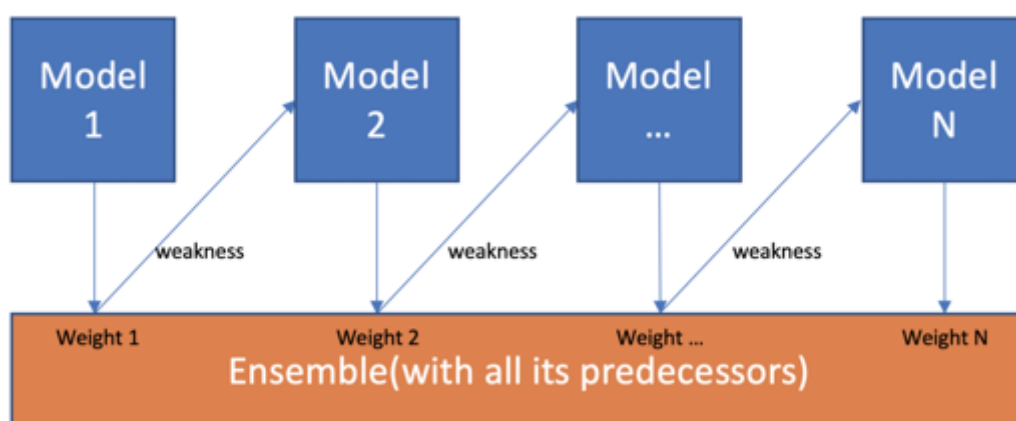 Model
1
Model
2
Model
...
Model
N
weakness
weakness
weakness
Weight 1
Weight 2
Weight ...
Weight N
Ensemble(with all its predecessors)